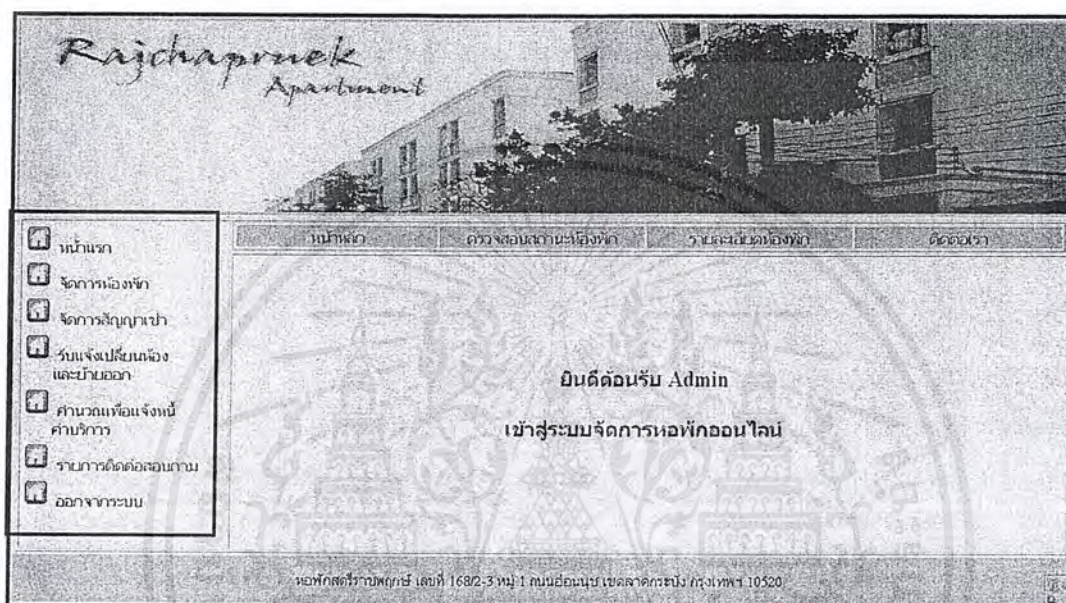 Rajchapruek
Apartment
หน้าหลัก ตรวจสอบสถานะห้องพัก รายละเอียดห้องพัก ติดต่อเรา
หน้าแรก
จัดการห้องพัก
จัดการสัญญาเช่า
รับแจ้งเปลี่ยนห้อง
และย้ายออก
คำนวณเพื่อแจ้งหนี้
ค่าบริการ
รายการติดต่อสอบถาม
ออกจากระบบ
ยินดีต้อนรับ Admin
เข้าสู่ระบบจัดการหอพักออนไลน์
หอพักสตรีราชพฤกษ์ เลขที่ 168/2-3 หมู่ 1 ถนนอ่อนนุช เขตลาดกระบัง กรุงเทพฯ 10520